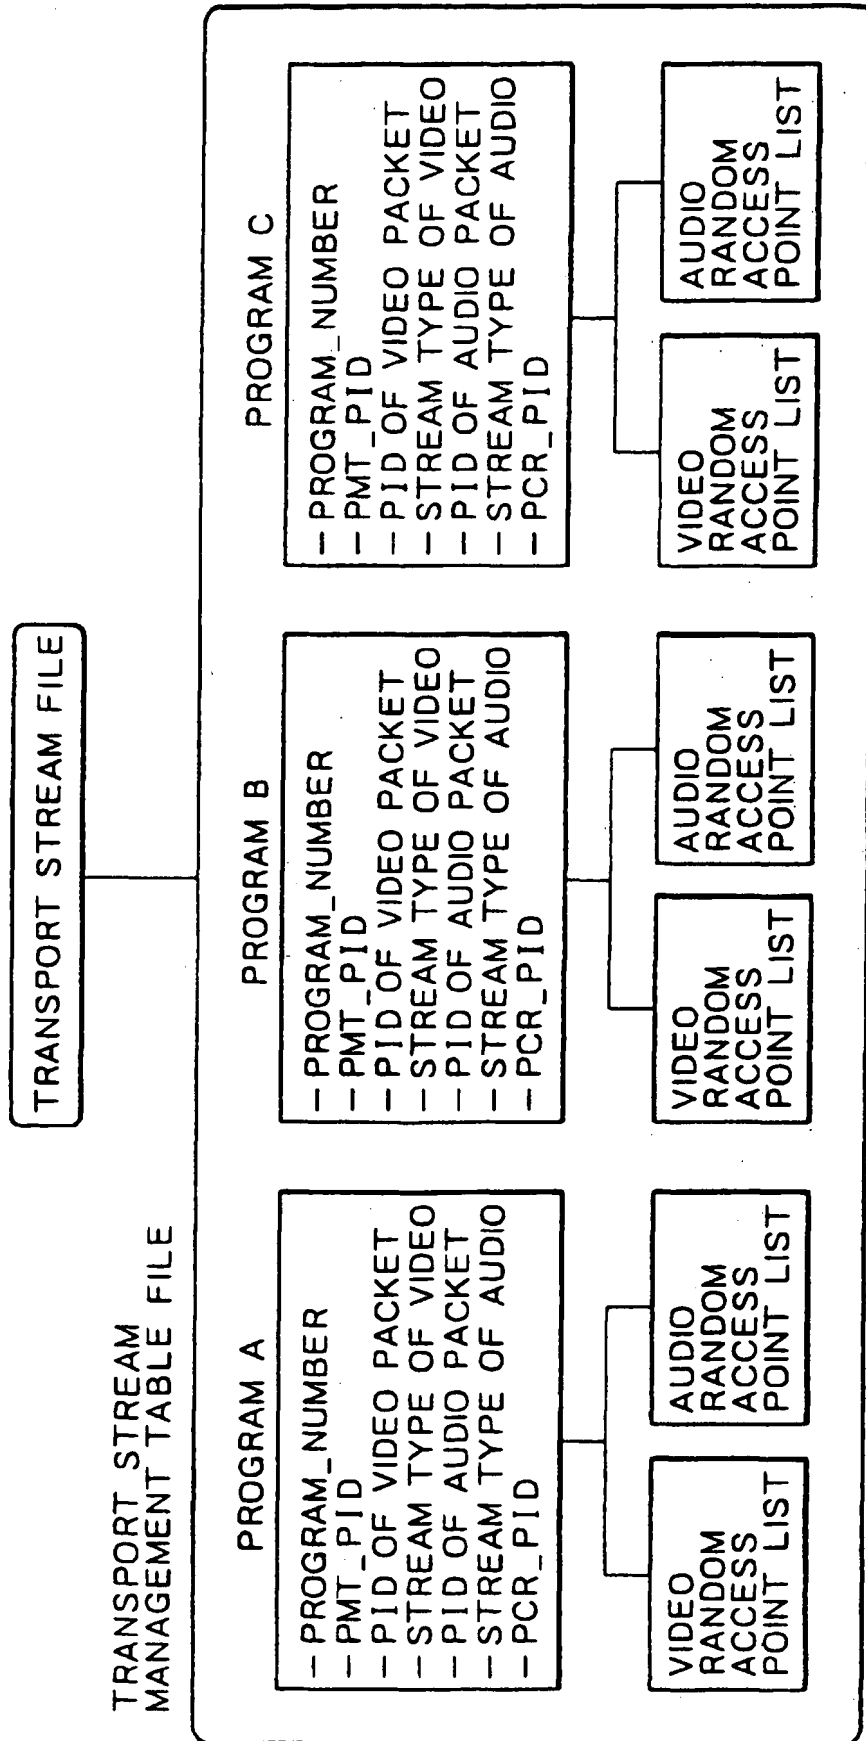 TRANSPORT STREAM FILE
TRANSPORT STREAM
MANAGEMENT TABLE FILE
PROGRAM A
— PROGRAM_NUMBER
— PMT_PID
— PID OF VIDEO PACKET
— STREAM TYPE OF VIDEO
— PID OF AUDIO PACKET
— STREAM TYPE OF AUDIO
— PCR_PID
VIDEO
RANDOM
ACCESS
POINT LIST
AUDIO
RANDOM
ACCESS
POINT LIST
PROGRAM B
— PROGRAM_NUMBER
— PMT_PID
— PID OF VIDEO PACKET
— STREAM TYPE OF VIDEO
— PID OF AUDIO PACKET
— STREAM TYPE OF AUDIO
— PCR_PID
VIDEO
RANDOM
ACCESS
POINT LIST
AUDIO
RANDOM
ACCESS
POINT LIST
PROGRAM C
— PROGRAM_NUMBER
— PMT_PID
— PID OF VIDEO PACKET
— STREAM TYPE OF VIDEO
— PID OF AUDIO PACKET
— STREAM TYPE OF AUDIO
— PCR_PID
VIDEO
RANDOM
ACCESS
POINT LIST
AUDIO
RANDOM
ACCESS
POINT LIST